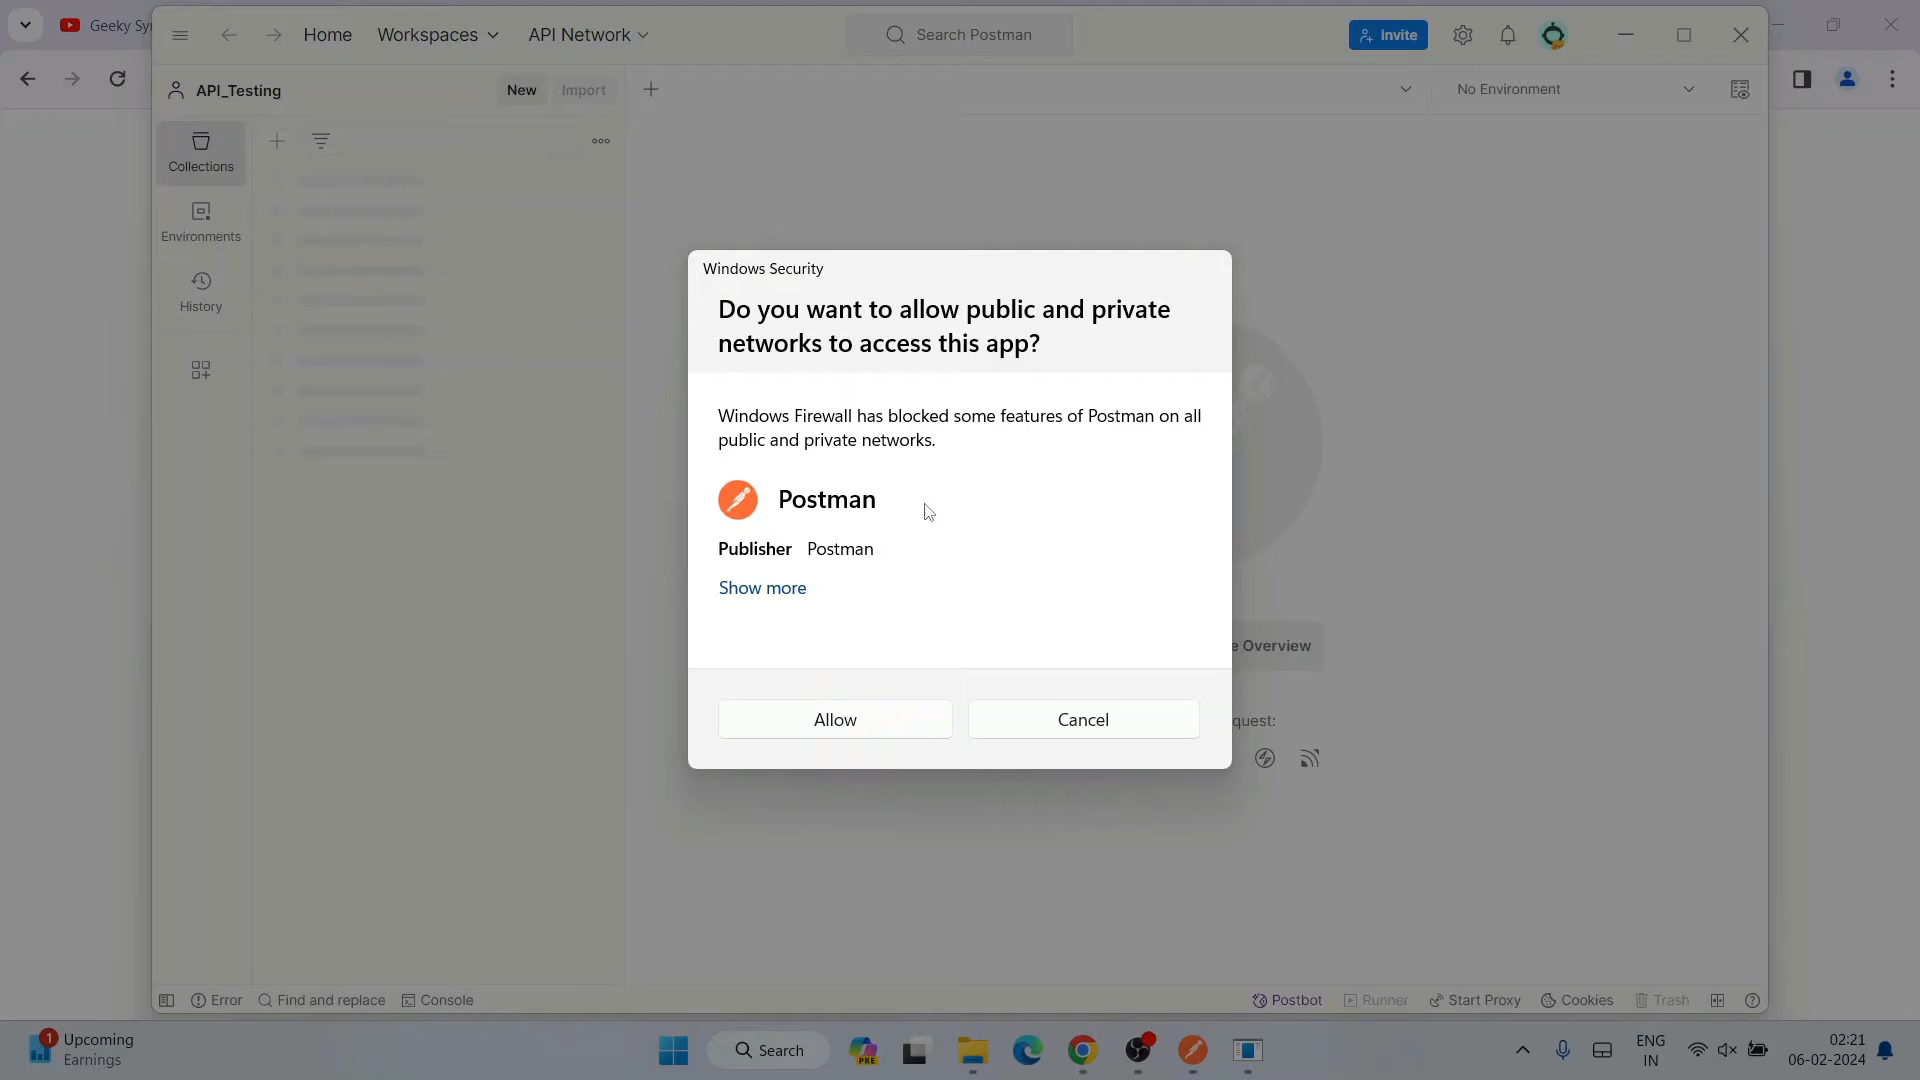 Geeky Sy
Home
Workspaces
API Network
Search Postman
Invite
API_Testing
New
Import
No Environment
Collections
Environments
History
Windows Security
Do you want to allow public and private
networks to access this app?
Windows Firewall has blocked some features of Postman on all
public and private networks.
Postman
Publisher Postman
Show more
Allow
Cancel
e Overview
quest:
Error
Find and replace
Console
Postbot
Runner
Start Proxy
Cookies
Trash
1
Upcoming
Earnings
Search
PRE
ENG
IN
02:21
06-02-2024